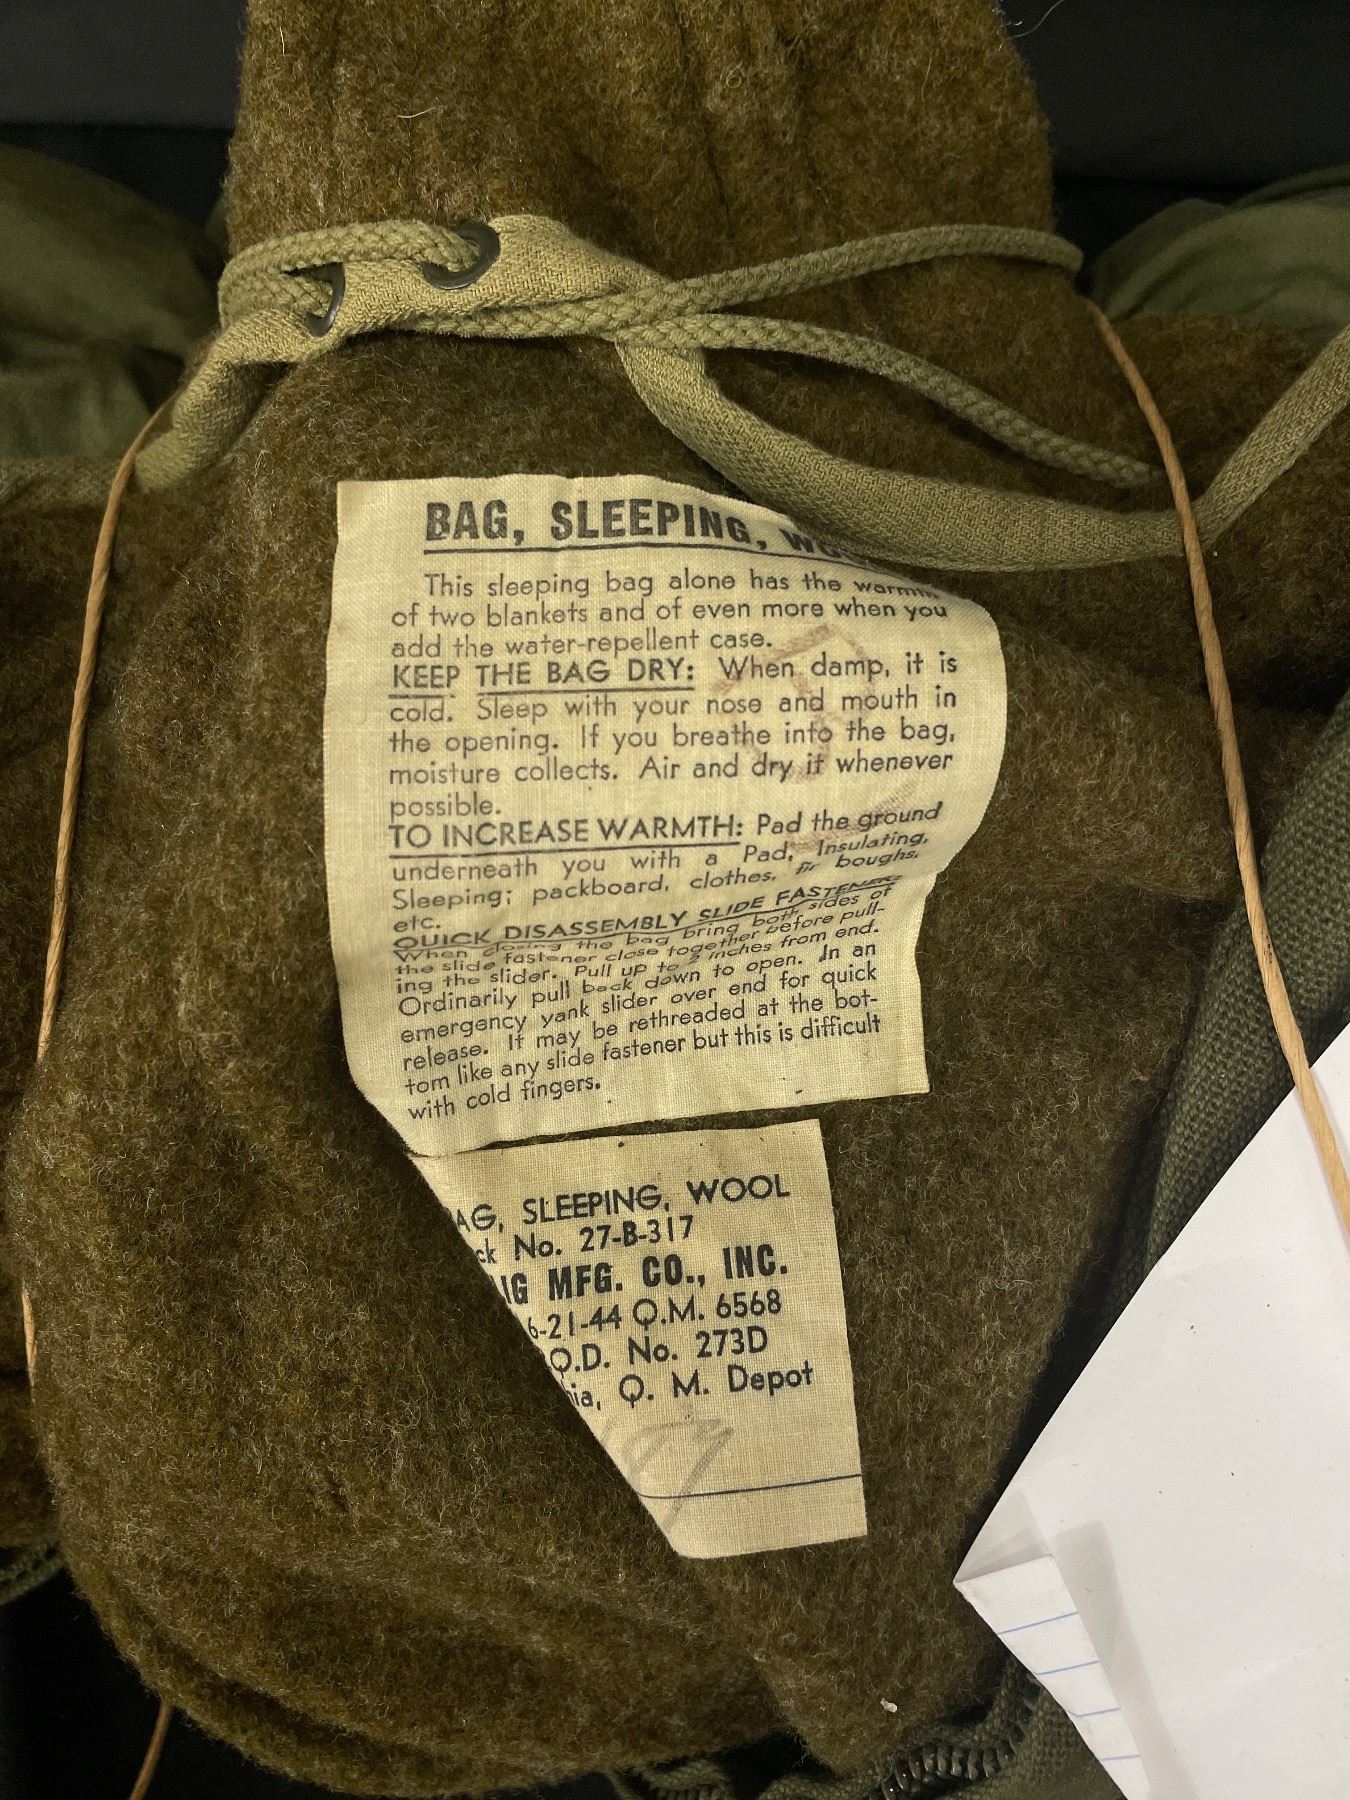 BAG, SLEEPING,
This sleeping bag alone has the
of two blankets and of even more when you
add the water-repellent case.
KEEP THE BAG DRY: When damp, it is
cold. Sleep with your nose and mouth in
the opening. If you breathe into the bag,
moisture collects. Air and dry it whenever
possible.
TO INCREASE WARMTH: Pad the ground
underneath you with a Pad, Insulating,
Sleeping; packboard, clothes, fir boughs,
etc.
QUICK DISASSEMBLY SLIDE FASTENER:
When closing the bag bring both sides of
the slide fastener close together before pull-
ing the slider. Pull up to 2 inches from end.
Ordinarily pull back down to open. In an
emergency yank slider over end for quick
release. It may be rethreaded at the bot-
tom like any slide fastener but this is difficult
with cold fingers.
AG, SLEEPING, WOOL
ck No. 27-B-317
IG MFG. CO., INC.
6-21-44 Q.M. 6568
Q.D. No. 273D
ia, Q. M. Depot